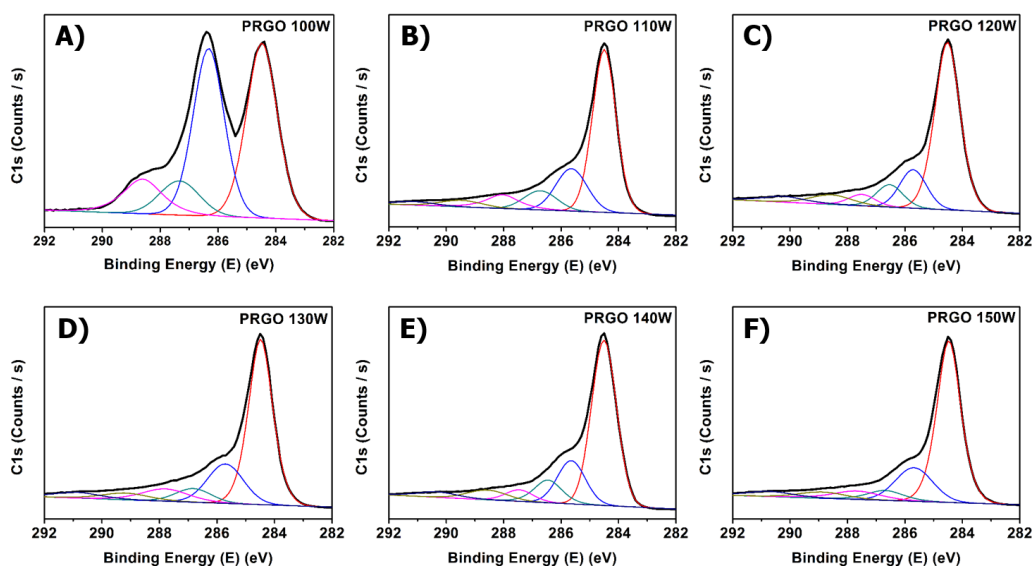 A)
PRGO 100W
C1s (Counts / s)
292 290 288 286 284 282
Binding Energy (E) (eV)
B)
PRGO 110W
C1s (Counts / s)
292 290 288 286 284 282
Binding Energy (E) (eV)
C)
PRGO 120W
C1s (Counts / s)
292 290 288 286 284 282
Binding Energy (E) (eV)
D)
PRGO 130W
C1s (Counts / s)
292 290 288 286 284 282
Binding Energy (E) (eV)
E)
PRGO 140W
C1s (Counts / s)
292 290 288 286 284 282
Binding Energy (E) (eV)
F)
PRGO 150W
C1s (Counts / s)
292 290 288 286 284 282
Binding Energy (E) (eV)